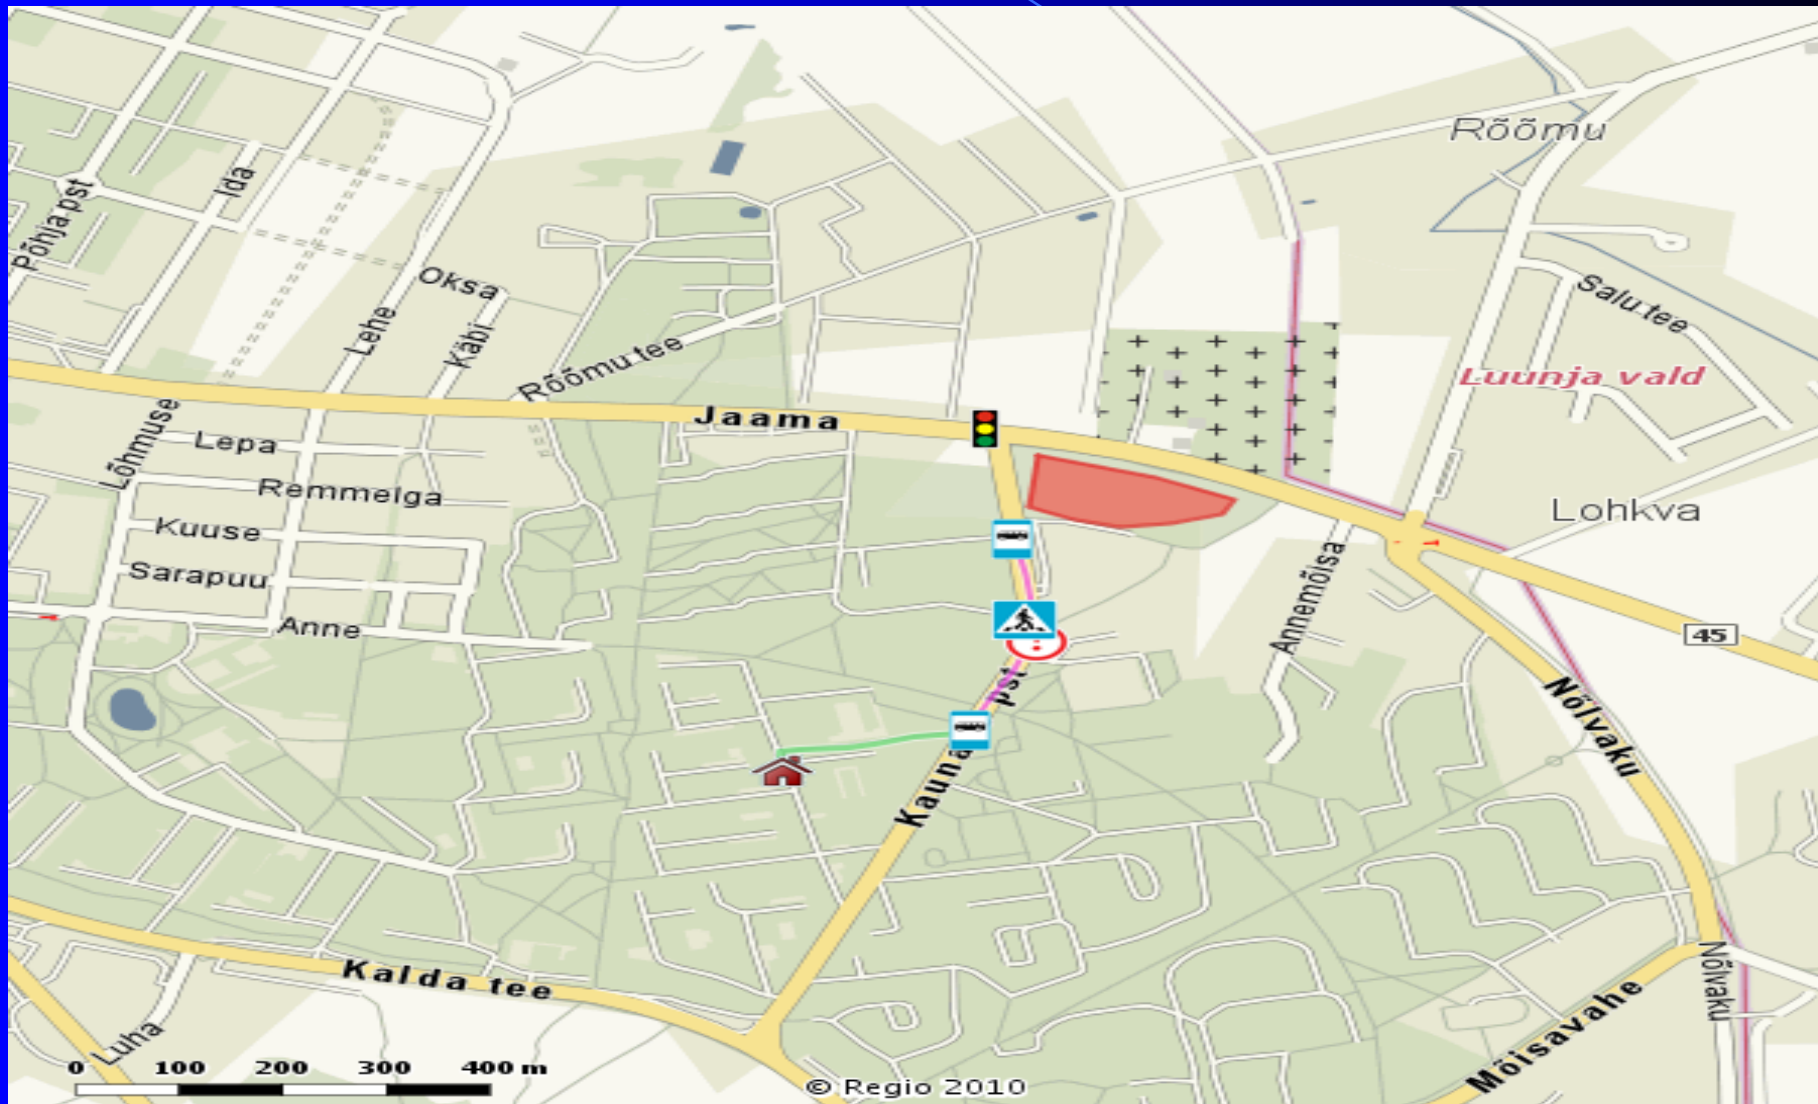 Rõõmu
Põhja pst
Ida
Oksa
Salu tee
Lehe
Käbi
Rõõmu tee
Luunja vald
Jaama
Lõhmuse
Lepa
Remmelga
Kuuse
Lohkva
Sarapuu
Annemõisa
Anne
45
pst
Nõlvaku
Kauna
Kalda tee
Nõlvaku
Mõisavahe
Luha
0 100 200 300 400 m
© Regio 2010